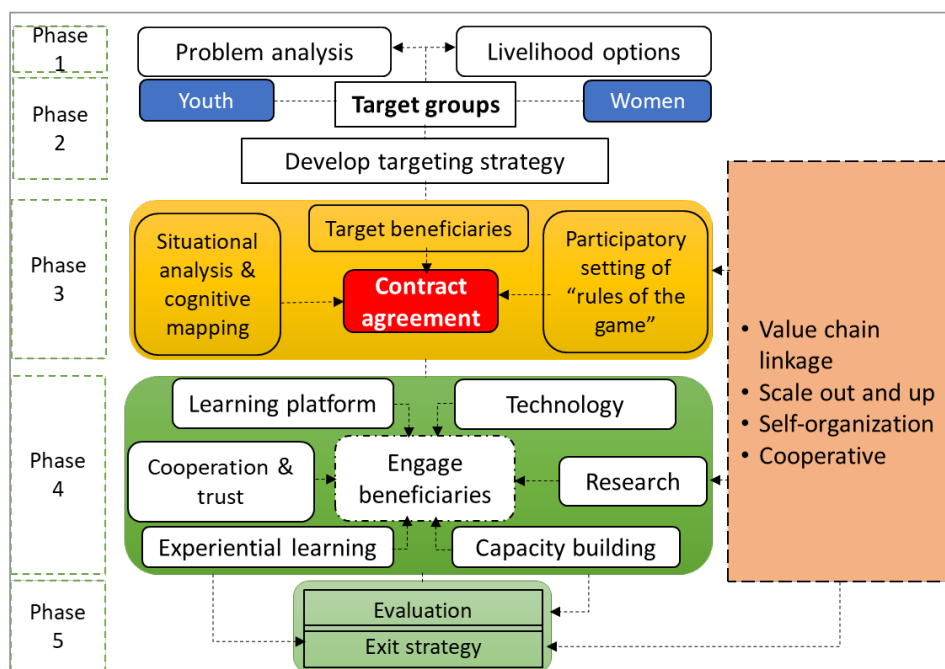 Phase
1
Problem analysis
Livelihood options
Phase
2
Youth
Target groups
Women
Develop targeting strategy
Phase
3
Situational
analysis &
cognitive
mapping
Target beneficiaries
Contract
agreement
Participatory
setting of
“rules of the
game”
• Value chain
linkage
• Scale out and up
• Self-organization
• Cooperative
Phase
4
Learning platform
Technology
Cooperation &
trust
Engage
beneficiaries
Research
Experiential learning
Capacity building
Phase
5
Evaluation
Exit strategy